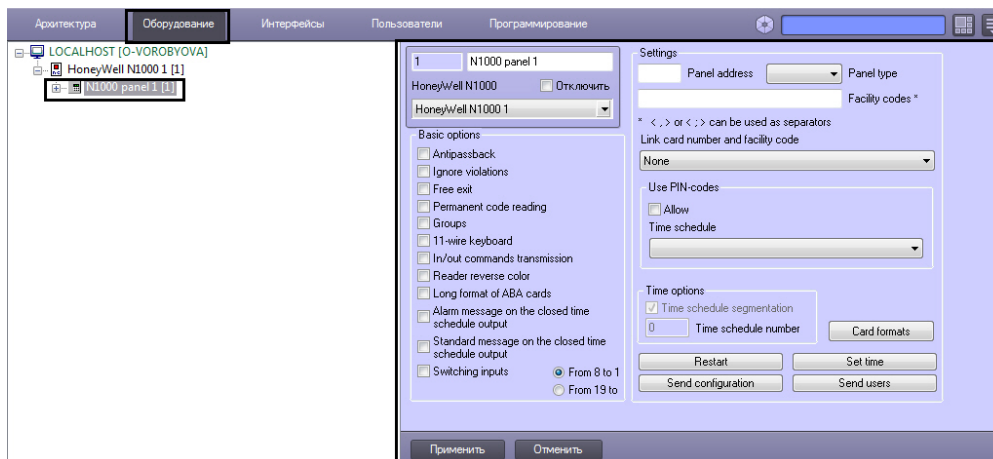 Архитектура Оборудование Интерфейсы Пользователи Программирование
LOCALHOST [O-VOROBYOVA]
HoneyWell N1000 1 [1]
N1000 panel 1 [1]
1 N1000 panel 1
HoneyWell N1000 Отключить
HoneyWell N1000 1
Basic options
Antipassback
Ignore violations
Free exit
Permanent code reading
Groups
11-wire keyboard
In/out commands transmission
Reader reverse color
Long format of ABA cards
Alarm message on the closed time
schedule output
Standard message on the closed time
schedule output
Switching inputs From 8 to 1
From 19 to
Settings
Panel address Panel type
Facility codes *
* < , > or < ; > can be used as separators
Link card number and facility code
None
Use PIN-codes
Allow
Time schedule
Time options
Time schedule segmentation
0 Time schedule number
Card formats
Restart Set time
Send configuration Send users
Применить Отменить